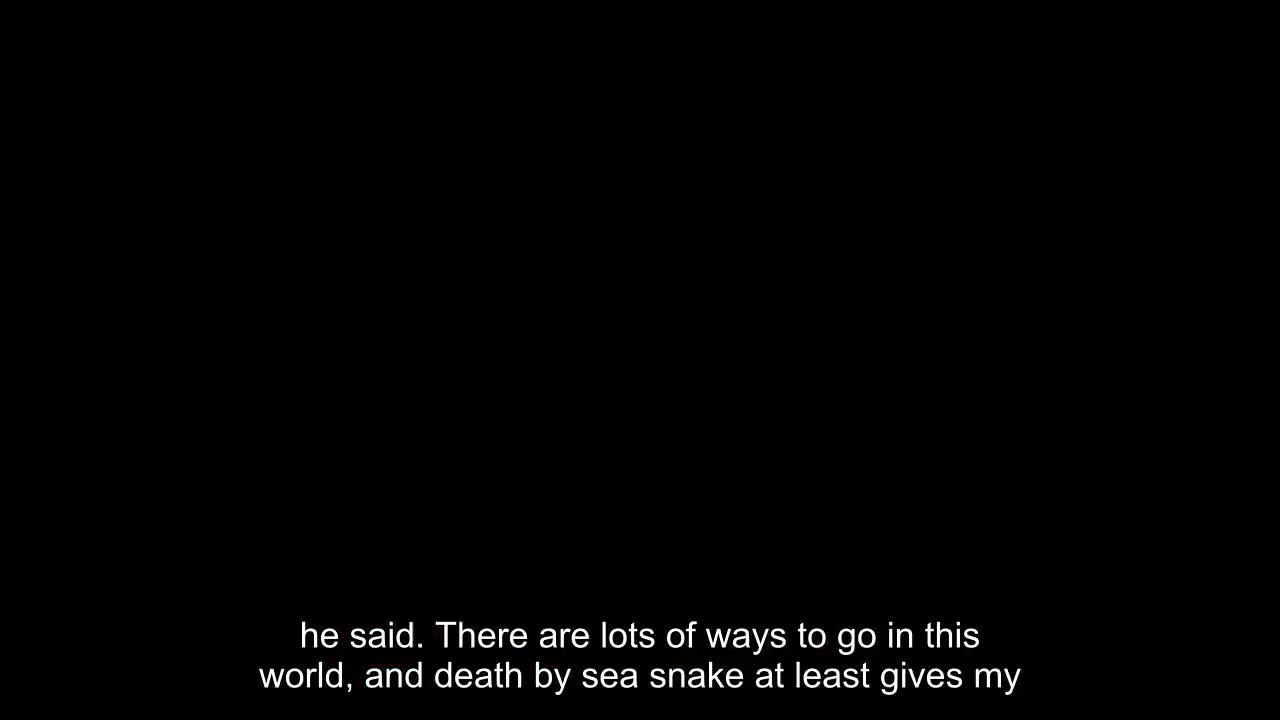 he said. There are lots of ways to go in this
world, and death by sea snake at least gives my